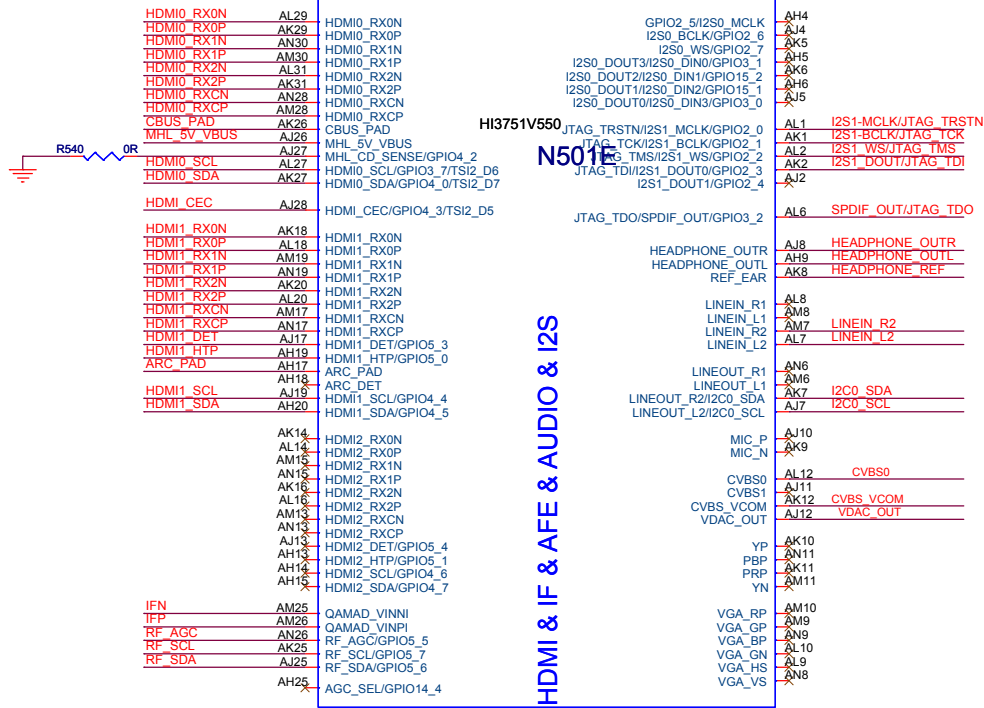 HDMI0_RX0N AL29 HDMI0_RX0N GPIO2_5/I2S0_MCLK AH4
HDMI0_RX0P AK29 HDMI0_RX0P I2S0_BCLK/GPIO2_6 AJ4
HDMI0_RX1N AN30 HDMI0_RX1N I2S0_WS/GPIO2_7 AK5
HDMI0_RX1P AM30 HDMI0_RX1P I2S0_DOUT3/I2S0_DIN0/GPIO3_1 AH5
HDMI0_RX2N AL31 HDMI0_RX2N I2S0_DOUT2/I2S0_DIN1/GPIO15_2 AK6
HDMI0_RX2P AK31 HDMI0_RX2P I2S0_DOUT1/I2S0_DIN2/GPIO15_1 AH6
HDMI0_RXCN AN28 HDMI0_RXCN I2S0_DOUT0/I2S0_DIN3/GPIO3_0 AJ5
HDMI0_RXCP AM28 HDMI0_RXCP
HI3751V550
CBUS_PAD AK26 CBUS_PAD JTAG_TRSTN/I2S1_MCLK/GPIO2_0 AL1 I2S1-MCLK/JTAG_TRSTN
MHL_5V_VBUS AJ26 MHL_5V_VBUS JTAG_TCK/I2S1_BCLK/GPIO2_1 AK1 I2S1-BCLK/JTAG_TCK
R540 0R AJ27 MHL_CD_SENSE/GPIO4_2 N501E JTAG_TMS/I2S1_WS/GPIO2_2 AL2 I2S1_WS/JTAG_TMS
HDMI0_SCL AL27 HDMI0_SCL/GPIO3_7/TSI2_D6 JTAG_TDI/I2S1_DOUT0/GPIO2_3 AK2 I2S1_DOUT/JTAG_TDI
HDMI0_SDA AK27 HDMI0_SDA/GPIO4_0/TSI2_D7 I2S1_DOUT1/GPIO2_4 AJ2
HDMI_CEC AJ28 HDMI_CEC/GPIO4_3/TSI2_D5 JTAG_TDO/SPDIF_OUT/GPIO3_2 AL6 SPDIF_OUT/JTAG_TDO
HDMI1_RX0N AK18 HDMI1_RX0N
HDMI1_RX0P AL18 HDMI1_RX0P HEADPHONE_OUTR AJ8 HEADPHONE_OUTR
HDMI1_RX1N AM19 HDMI1_RX1N HEADPHONE_OUTL AH9 HEADPHONE_OUTL
HDMI1_RX1P AN19 HDMI1_RX1P REF_EAR AK8 HEADPHONE_REF
HDMI1_RX2N AK20 HDMI1_RX2N
HDMI1_RX2P AL20 HDMI1_RX2P LINEIN_R1 AL8
HDMI1_RXCN AM17 HDMI1_RXCN LINEIN_L1 AM8
HDMI1_RXCP AN17 HDMI1_RXCP LINEIN_R2 AM7 LINEIN_R2
HDMI1_DET AJ17 HDMI1_DET/GPIO5_3 LINEIN_L2 AL7 LINEIN_L2
HDMI1_HTP AH19 HDMI1_HTP/GPIO5_0
ARC_PAD AH17 ARC_PAD LINEOUT_R1 AN6
AH18 ARC_DET LINEOUT_L1 AM6
HDMI1_SCL AJ19 HDMI1_SCL/GPIO4_4 LINEOUT_R2/I2C0_SDA AK7 I2C0_SDA
HDMI1_SDA AH20 HDMI1_SDA/GPIO4_5 LINEOUT_L2/I2C0_SCL AJ7 I2C0_SCL
AK14 HDMI2_RX0N MIC_P AJ10
AL14 HDMI2_RX0P MIC_N AK9
AM15 HDMI2_RX1N
AN15 HDMI2_RX1P CVBS0 AL12 CVBS0
AK16 HDMI2_RX2N CVBS1 AJ11
AL16 HDMI2_RX2P CVBS_VCOM AK12 CVBS_VCOM
AM13 HDMI2_RXCN VDAC_OUT AJ12 VDAC_OUT
AN13 HDMI2_RXCP
AJ13 HDMI2_DET/GPIO5_4 YP AK10
AH13 HDMI2_HTP/GPIO5_1 PBP AN11
AH14 HDMI2_SCL/GPIO4_6 PRP AK11
AH15 HDMI2_SDA/GPIO4_7 YN AM11
IFN AM25 QAMAD_VINNI VGA_RP AM10
IFP AM26 QAMAD_VINPI VGA_GP AM9
RF_AGC AN26 RF_AGC/GPIO5_5 VGA_BP AN9
RF_SCL AK25 RF_SCL/GPIO5_7 VGA_GN AL10
RF_SDA AJ25 RF_SDA/GPIO5_6 VGA_HS AL9
AH25 AGC_SEL/GPIO14_4 VGA_VS AN8
HDMI & IF & AFE & AUDIO & I2S